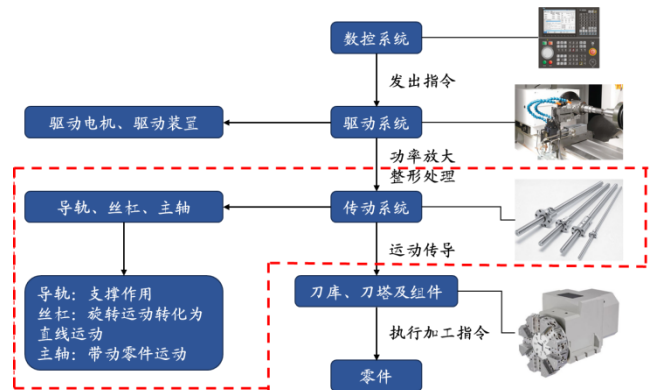 数控系统
发出指令
驱动电机、驱动装置
驱动系统
功率放大
整形处理
导轨、丝杠、主轴
传动系统
运动传导
导轨：支撑作用
丝杠：旋转运动转化为
直线运动
主轴：带动零件运动
刀库、刀塔及组件
执行加工指令
零件